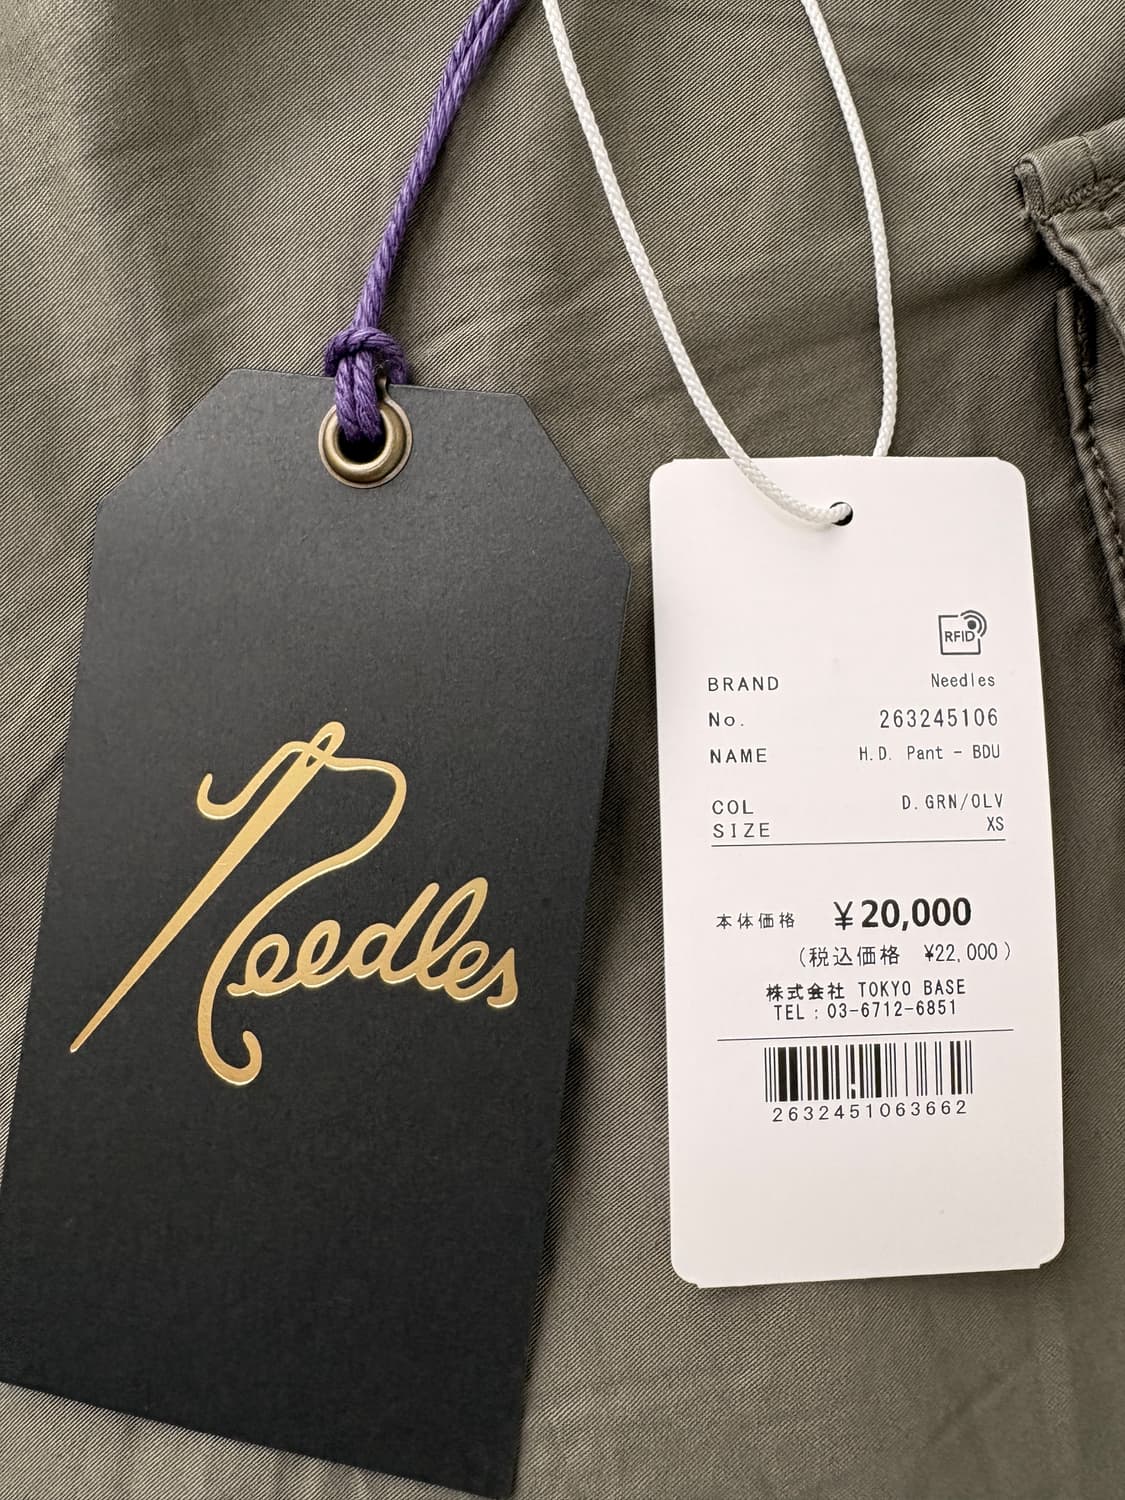 Needles
RFID
BRAND Needles
No. 263245106
NAME H.D. Pant - BDU
COL D.GRN/OLV
SIZE XS
本体価格 ¥20,000
(税込価格 ¥22,000)
株式会社 TOKYO BASE
TEL:03-6712-6851
2632451063662